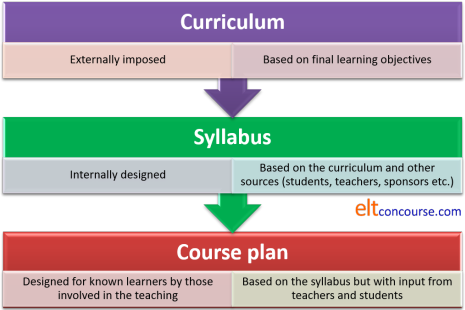 Curriculum
Externally imposed
Based on final learning objectives
Syllabus
Internally designed
Based on the curriculum and other
sources (students, teachers, sponsors etc.)
eltconcourse.com
Course plan
Designed for known learners by those
involved in the teaching
Based on the syllabus but with input from
teachers and students